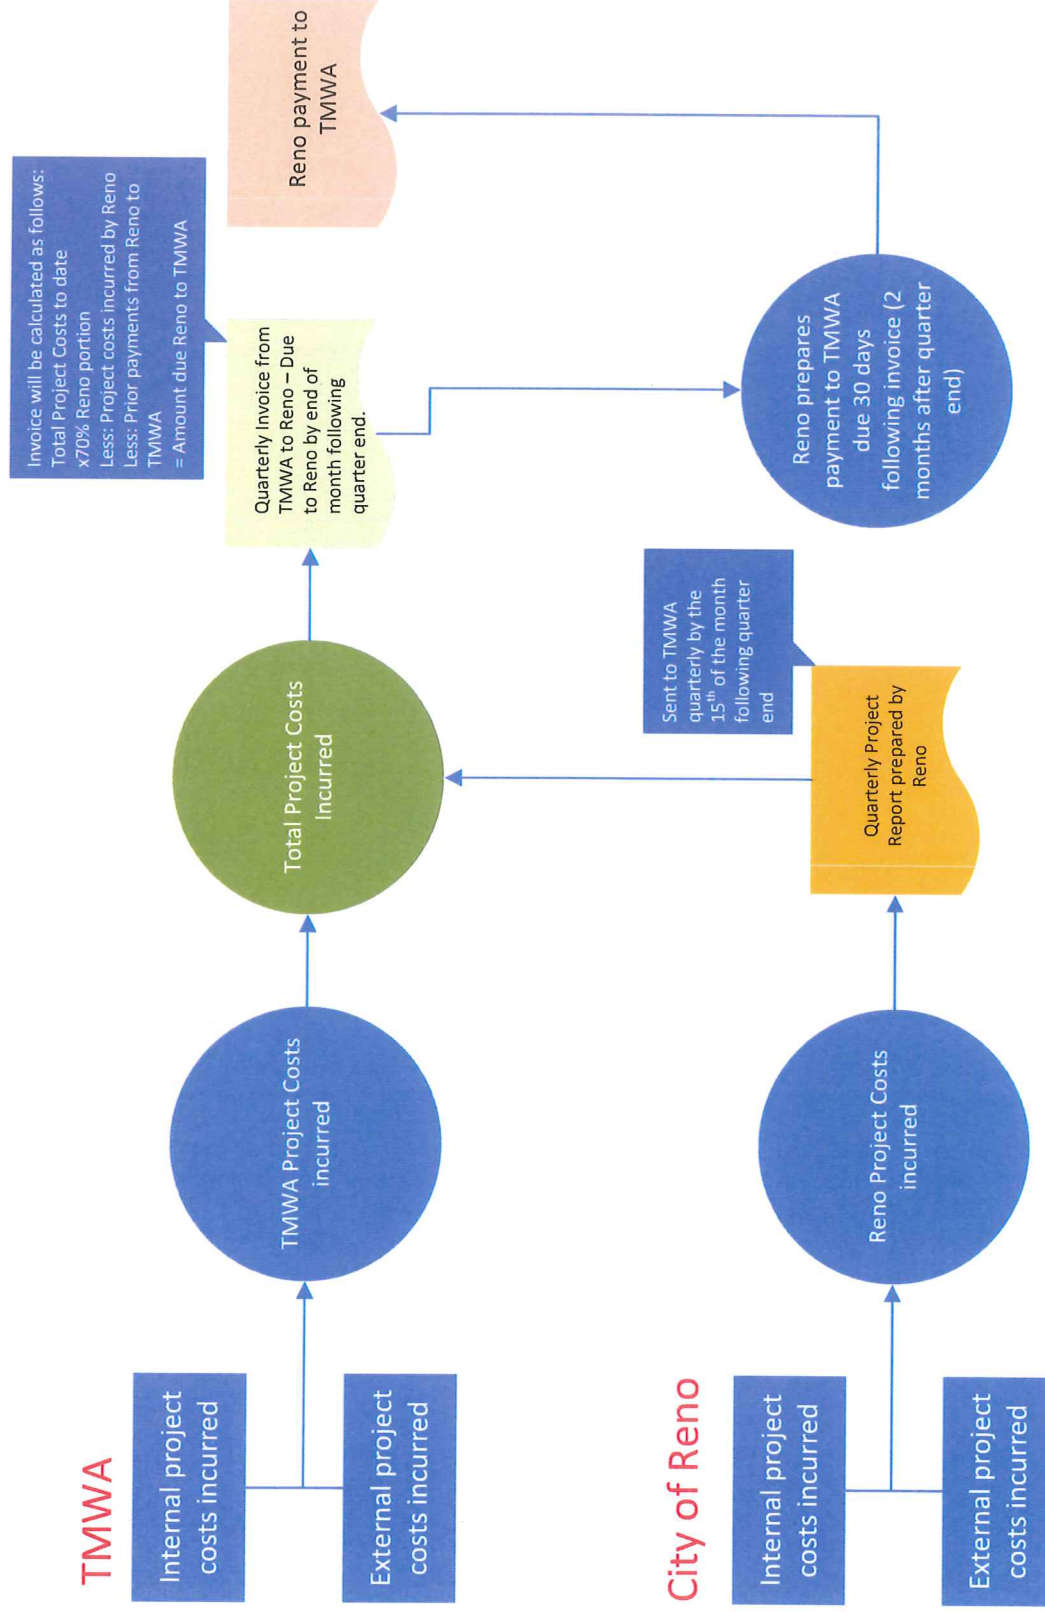 TMWA
Internal project
costs incurred
External project
costs incurred
TMWA Project Costs
incurred
Total Project Costs
Incurred
Invoice will be calculated as follows:
Total Project Costs to date
x70% Reno portion
Less: Project costs incurred by Reno
Less: Prior payments from Reno to
TMWA
= Amount due Reno to TMWA
Quarterly Invoice from
TMWA to Reno – Due
to Reno by end of
month following
quarter end.
Reno payment to
TMWA
City of Reno
Internal project
costs incurred
External project
costs incurred
Reno Project Costs
incurred
Sent to TMWA
quarterly by the
15th of the month
following quarter
end
Quarterly Project
Report prepared by
Reno
Reno prepares
payment to TMWA
due 30 days
following invoice (2
months after quarter
end)